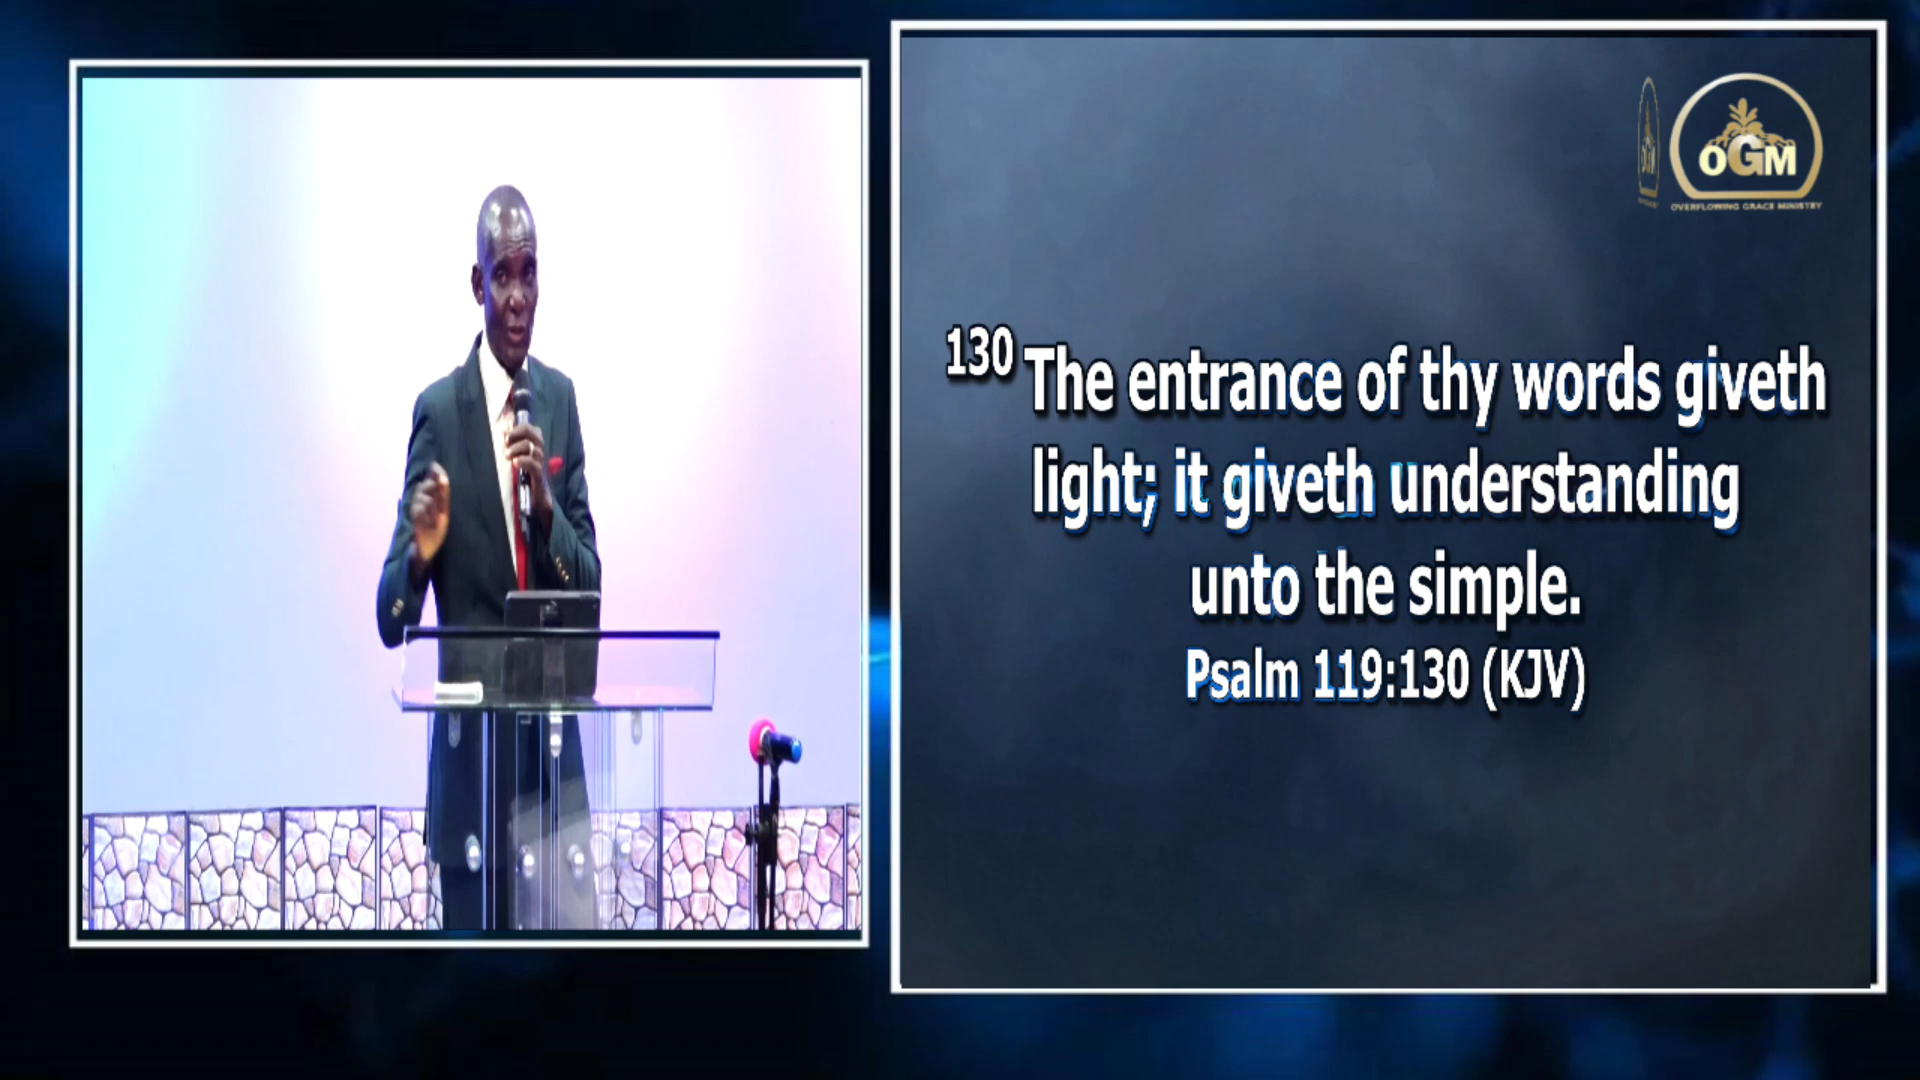 OGM
OVERFLOWING GRACE MINISTRY
130 The entrance of thy words giveth
light; it giveth understanding
unto the simple.
Psalm 119:130 (KJV)